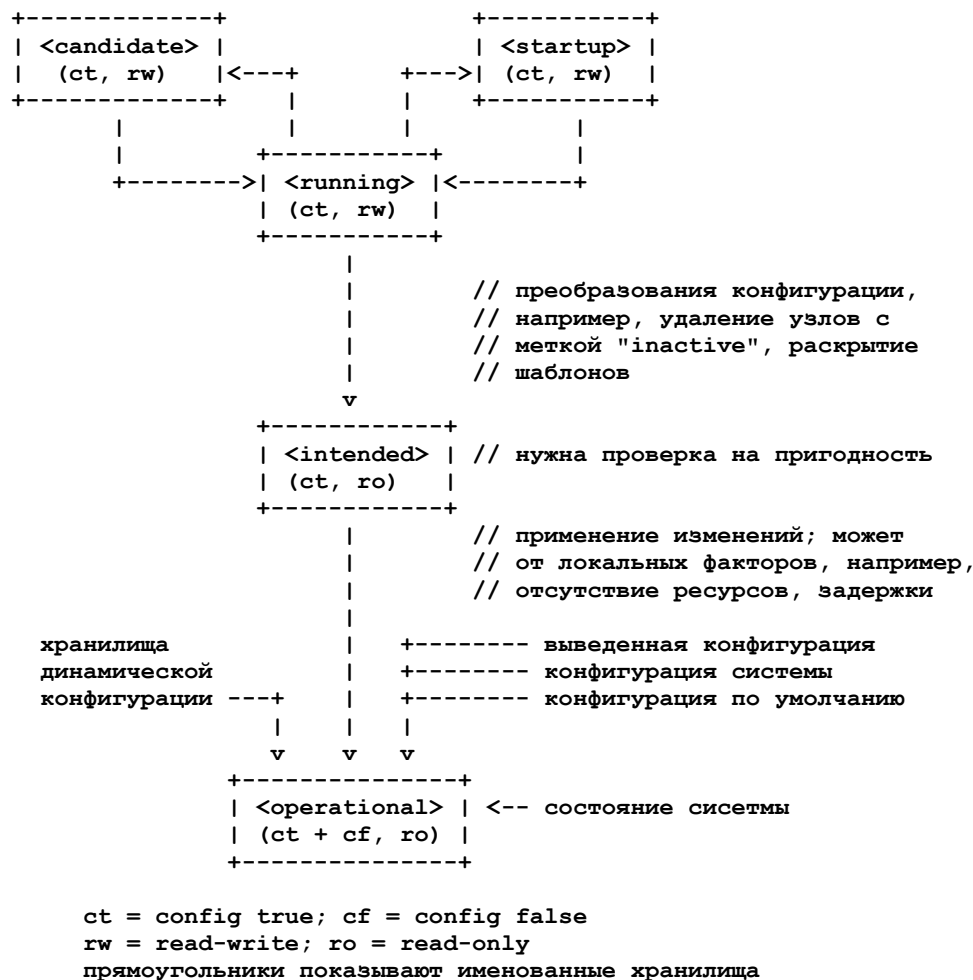 +------------+                     +-----------+
| <candidate> |                     | <startup> |
|   (ct, rw)   |<---+       +--->| (ct, rw)   |
+------------+     |         |     +-----------+
       |             |         |             |
       |           +-----------+           |
       +-------->| <running> |<--------+
                  | (ct, rw)   |
                  +-----------+
                        |
                        |         // преобразования конфигурации,
                        |         // например, удаление узлов с
                        |         // меткой "inactive", раскрытие
                        |         // шаблонов
                        v
                  +------------+
                  | <intended> | // нужна проверка на пригодность
                  | (ct, ro)    |
                  +------------+
                        |         // применение изменений; может
                        |         // от локальных факторов, например,
                        |         // отсутствие ресурсов, задержки
                        |
хранилища               |    +-------- выведенная конфигурация
динамической            |    +-------- конфигурация системы
конфигурации ---+       |    +-------- конфигурация по умолчанию
                |       |    |
                v       v    v
             +---------------+
             | <operational> | <-- состояние сисетмы
             | (ct + cf, ro) |
             +---------------+
ct = config true; cf = config false
rw = read-write; ro = read-only
прямоугольники показывают именованные хранилища